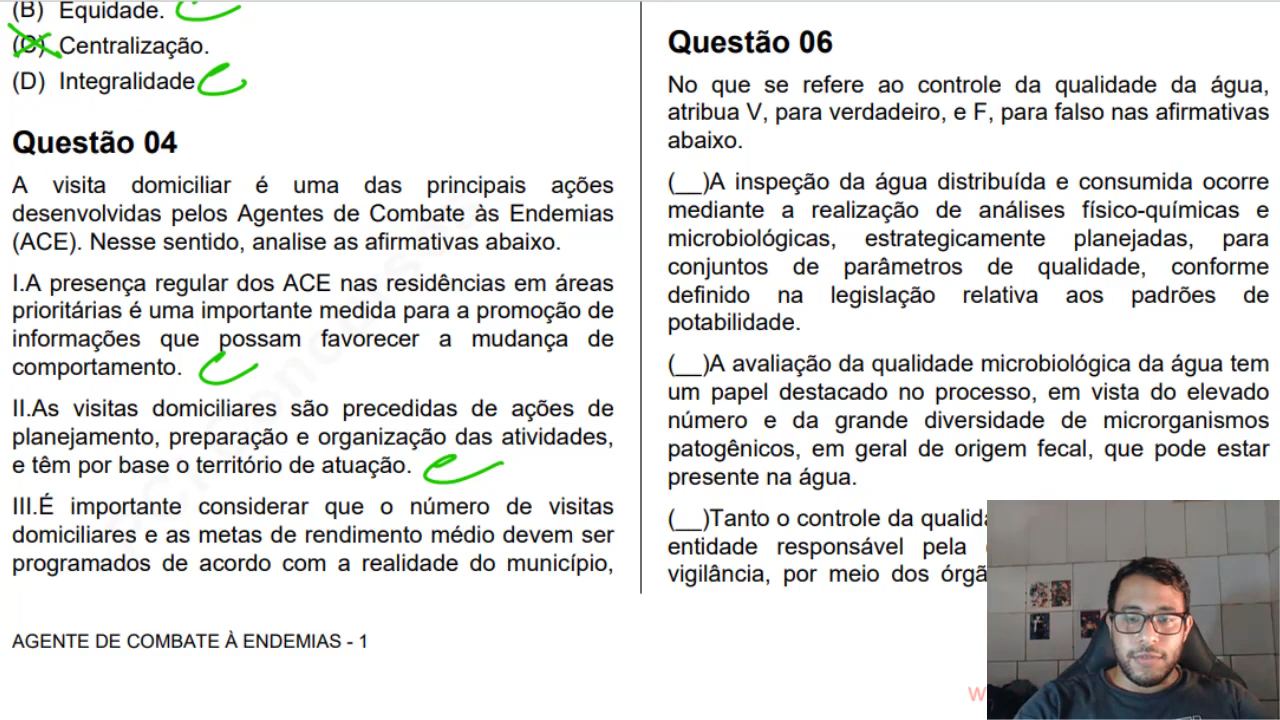 (B) Equidade.
(C) Centralização.
(D) Integralidade
Questão 04
A visita domiciliar é uma das principais ações
desenvolvidas pelos Agentes de Combate às Endemias
(ACE). Nesse sentido, analise as afirmativas abaixo.
I.A presença regular dos ACE nas residências em áreas
prioritárias é uma importante medida para a promoção de
informações que possam favorecer a mudança de
comportamento.
II.As visitas domiciliares são precedidas de ações de
planejamento, preparação e organização das atividades,
e têm por base o território de atuação.
III.É importante considerar que o número de visitas
domiciliares e as metas de rendimento médio devem ser
programados de acordo com a realidade do município,
AGENTE DE COMBATE À ENDEMIAS - 1
Questão 06
No que se refere ao controle da qualidade da água,
atribua V, para verdadeiro, e F, para falso nas afirmativas
abaixo.
(__)A inspeção da água distribuída e consumida ocorre
mediante a realização de análises físico-químicas e
microbiológicas, estrategicamente planejadas, para
conjuntos de parâmetros de qualidade, conforme
definido na legislação relativa aos padrões de
potabilidade.
(__)A avaliação da qualidade microbiológica da água tem
um papel destacado no processo, em vista do elevado
número e da grande diversidade de microrganismos
patogênicos, em geral de origem fecal, que pode estar
presente na água.
(__)Tanto o controle da qualida
entidade responsável pela
vigilância, por meio dos órgã